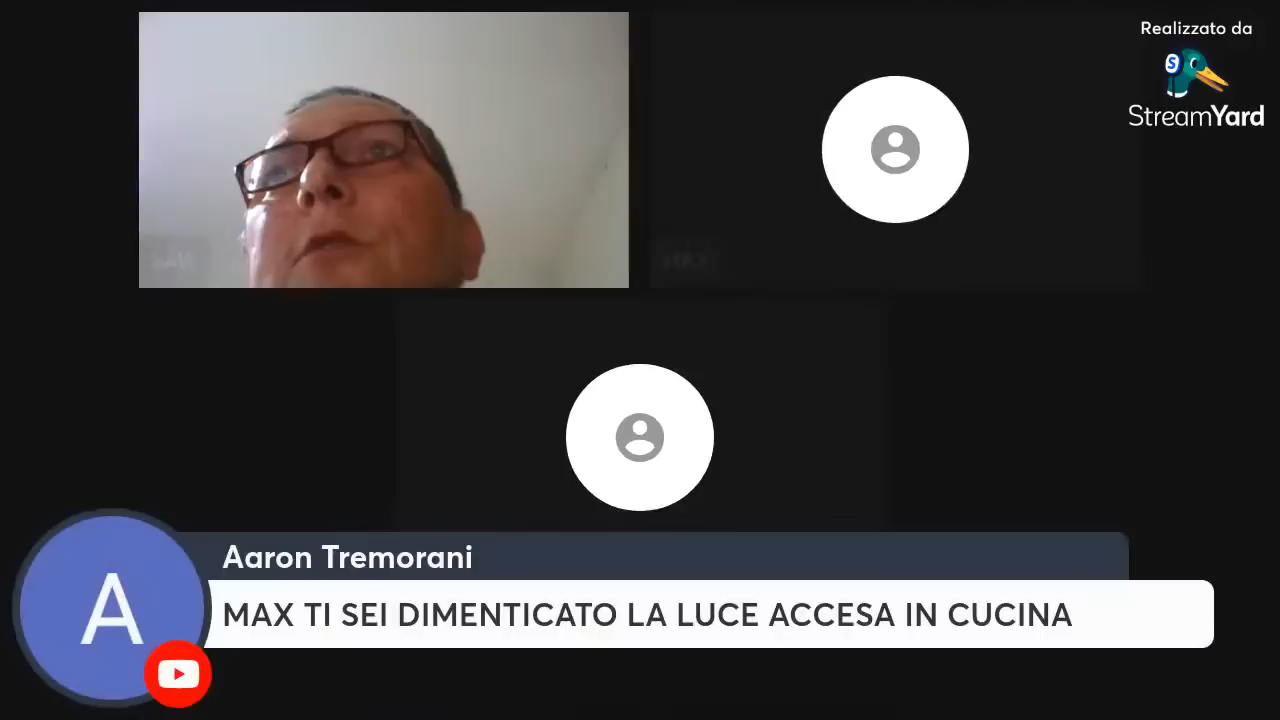 Realizzato da
S
StreamYard
Aaron Tremorani
MAX TI SEI DIMENTICATO LA LUCE ACCESA IN CUCINA
A